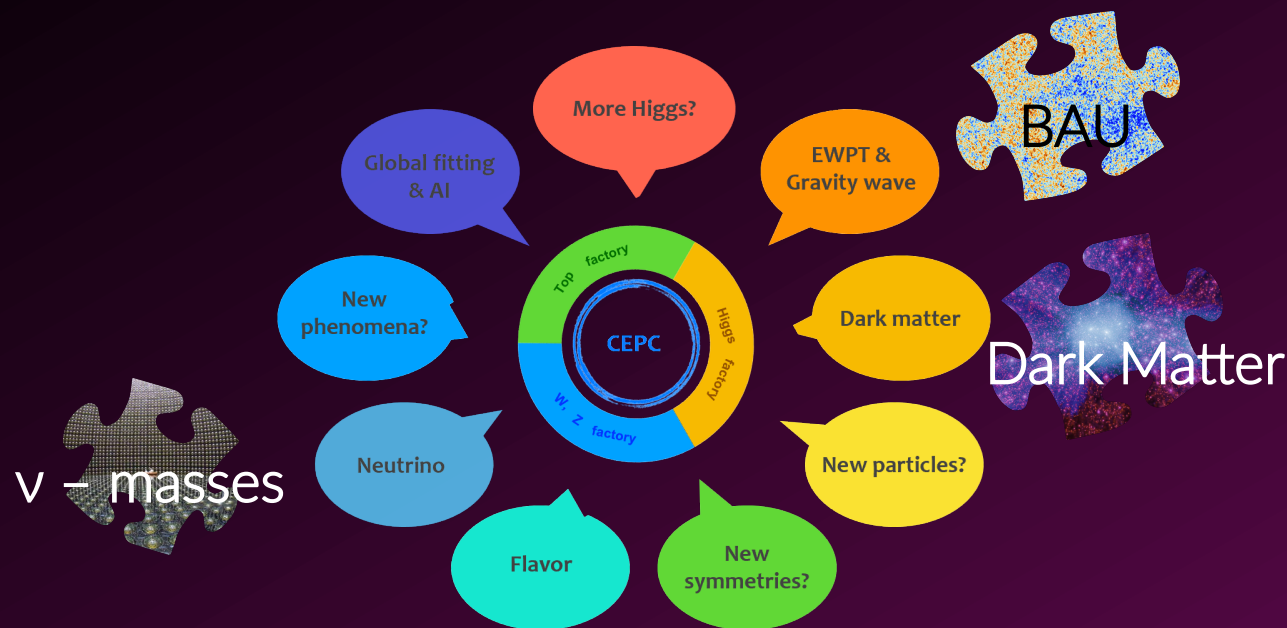 More Higgs?
BAU
Global fitting
& AI
EWPT &
Gravity wave
Top factory
New
phenomena?
Higgs factory
CEPC
Dark matter
Dark Matter
W, Z factory
ν – masses
Neutrino
New particles?
Flavor
New
symmetries?